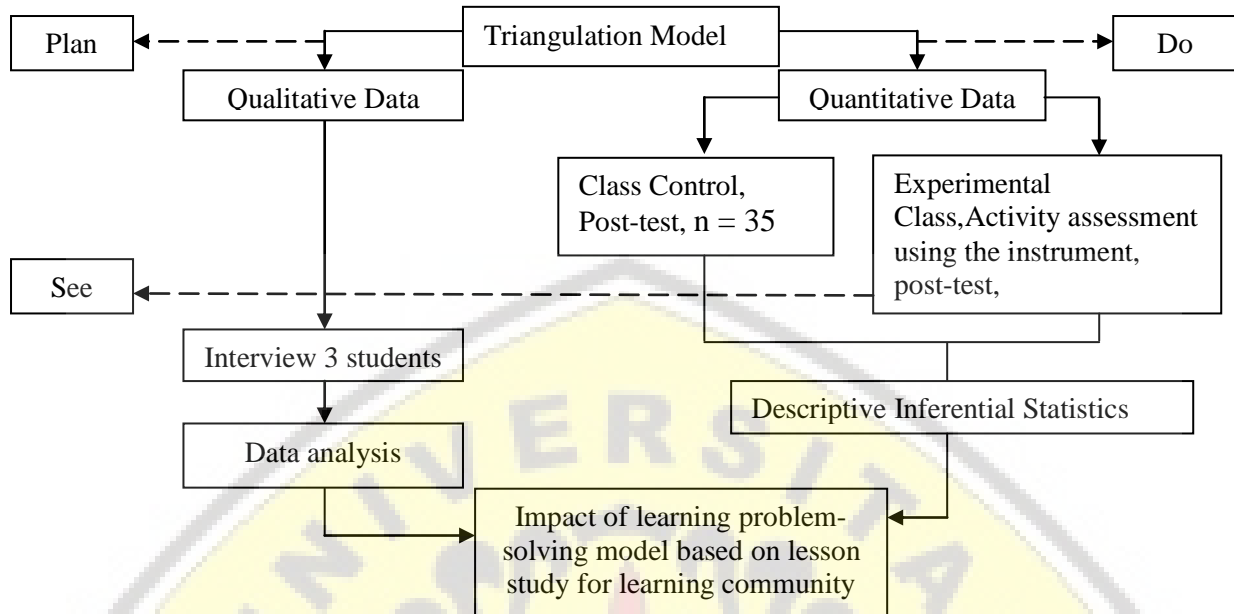 Triangulation Model
Plan
Do
Qualitative Data
Quantitative Data
Class Control,
Post-test, n = 35
Experimental
Class,Activity assessment
using the instrument,
post-test,
See
Interview 3 students
Descriptive Inferential Statistics
Data analysis
Impact of learning problem-
solving model based on lesson
study for learning community
UNIVERSITA